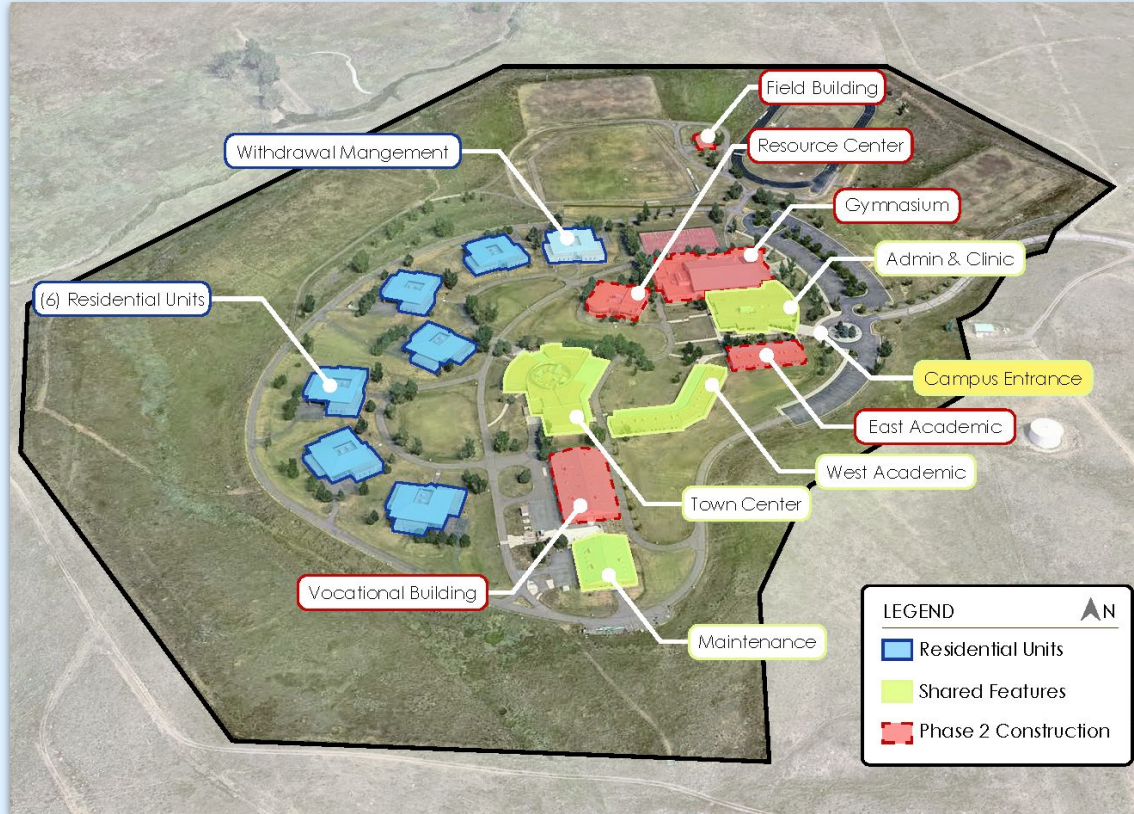 Field Building
Resource Center
Withdrawal Mangement
Gymnasium
Admin & Clinic
(6) Residential Units
Campus Entrance
East Academic
West Academic
Town Center
Vocational Building
Maintenance
LEGEND
N
Residential Units
Shared Features
Phase 2 Construction